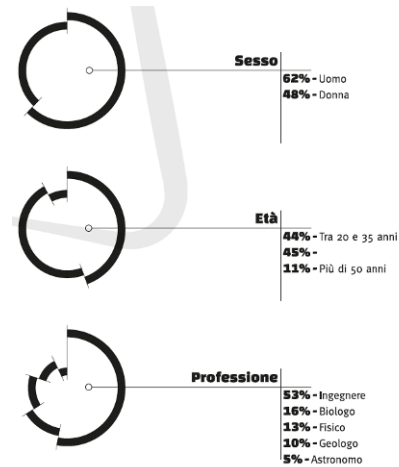 Sesso
62% - Uomo
48% - Donna
Età
44% - Tra 20 e 35 anni
45% -
11% - Più di 50 anni
Professione
53% - Ingegnere
16% - Biologo
13% - Fisico
10% - Geologo
5% - Astronomo